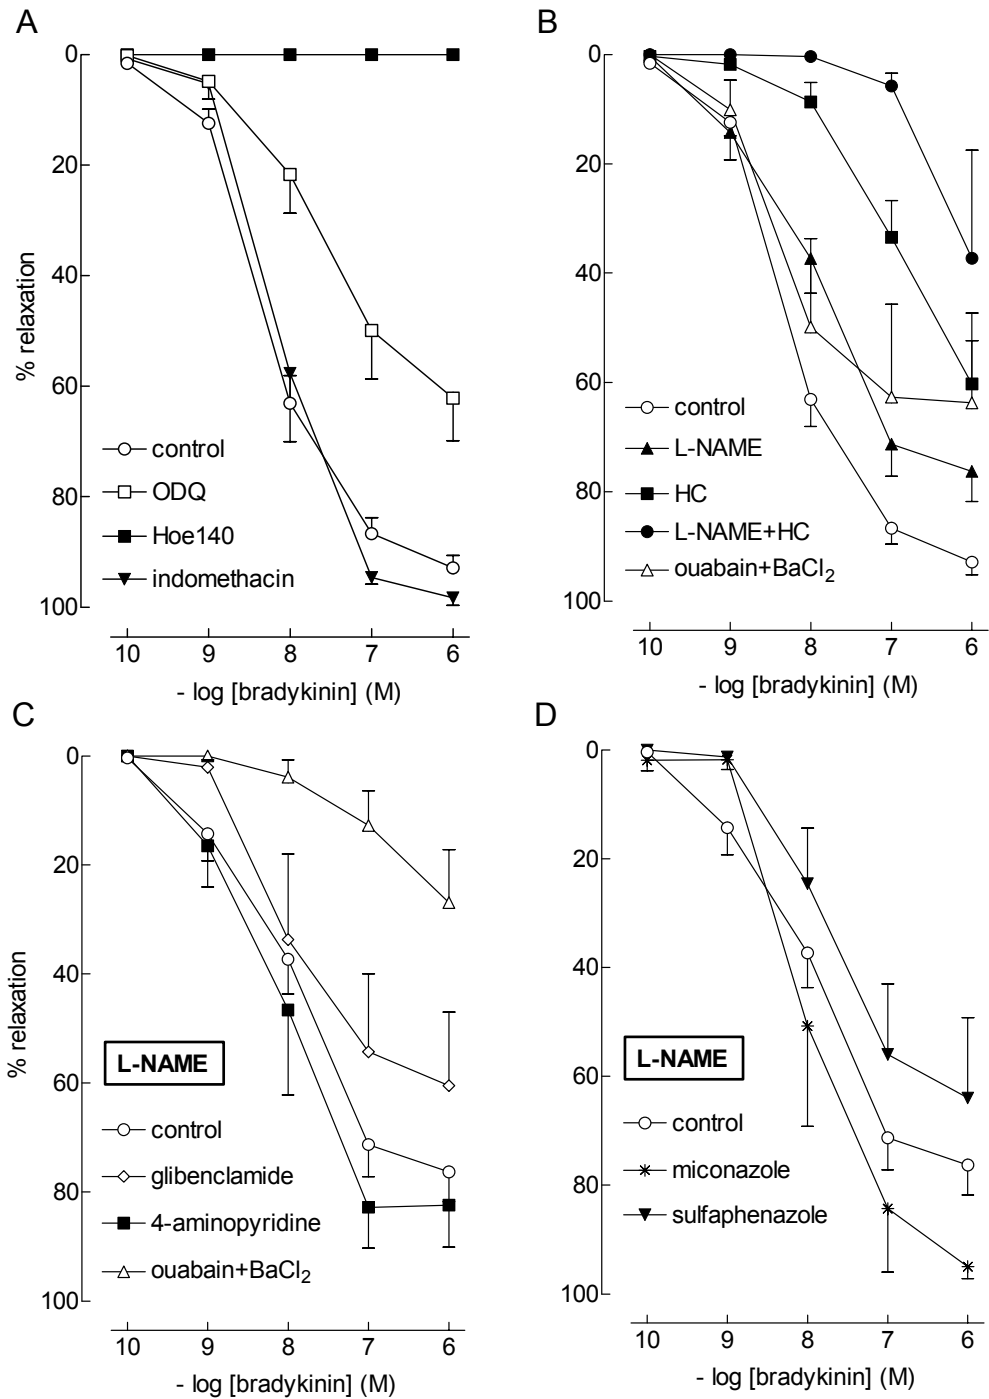 A
0
20
40
60
80
100
% relaxation
control
ODQ
Hoe140
indomethacin
10 9 8 7 6
- log [bradykinin] (M)
B
0
20
40
60
80
100
control
L-NAME
HC
L-NAME+HC
ouabain+BaCl2
10 9 8 7 6
- log [bradykinin] (M)
C
0
20
40
60
80
100
% relaxation
L-NAME
control
glibenclamide
4-aminopyridine
ouabain+BaCl2
10 9 8 7 6
- log [bradykinin] (M)
D
0
20
40
60
80
100
L-NAME
control
miconazole
sulfaphenazole
10 9 8 7 6
- log [bradykinin] (M)